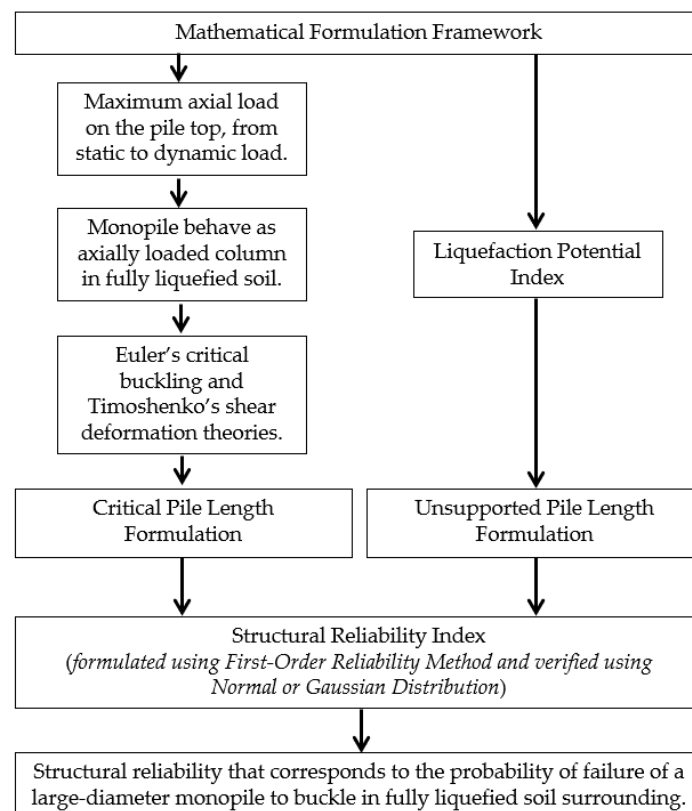 Mathematical Formulation Framework
Maximum axial load
on the pile top, from
static to dynamic load.
Monopile behave as
axially loaded column
in fully liquefied soil.
Euler's critical
buckling and
Timoshenko's shear
deformation theories.
Critical Pile Length
Formulation
Liquefaction Potential
Index
Unsupported Pile Length
Formulation
Structural Reliability Index
(formulated using First-Order Reliability Method and verified using
Normal or Gaussian Distribution)
Structural reliability that corresponds to the probability of failure of a
large-diameter monopile to buckle in fully liquefied soil surrounding.